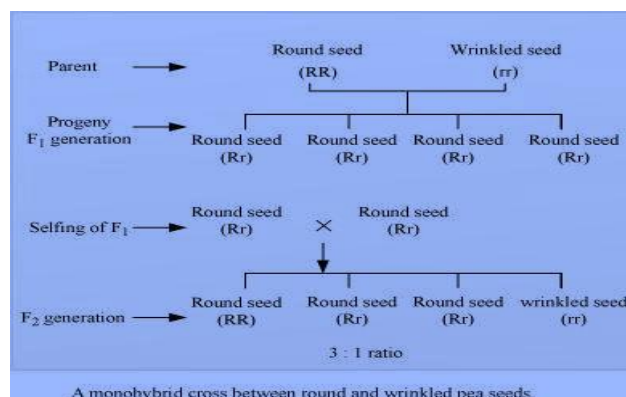 Round seed Wrinkled seed
Parent (RR) (rr)
Progeny
F₁ generation Round seed Round seed Round seed Round seed
(Rr) (Rr) (Rr) (Rr)
Round seed Round seed
Selfing of F₁ (Rr) × (Rr)
Round seed Round seed Round seed wrinkled seed
F₂ generation (RR) (Rr) (Rr) (rr)
3 : 1 ratio
A monohybrid cross between round and wrinkled pea seeds